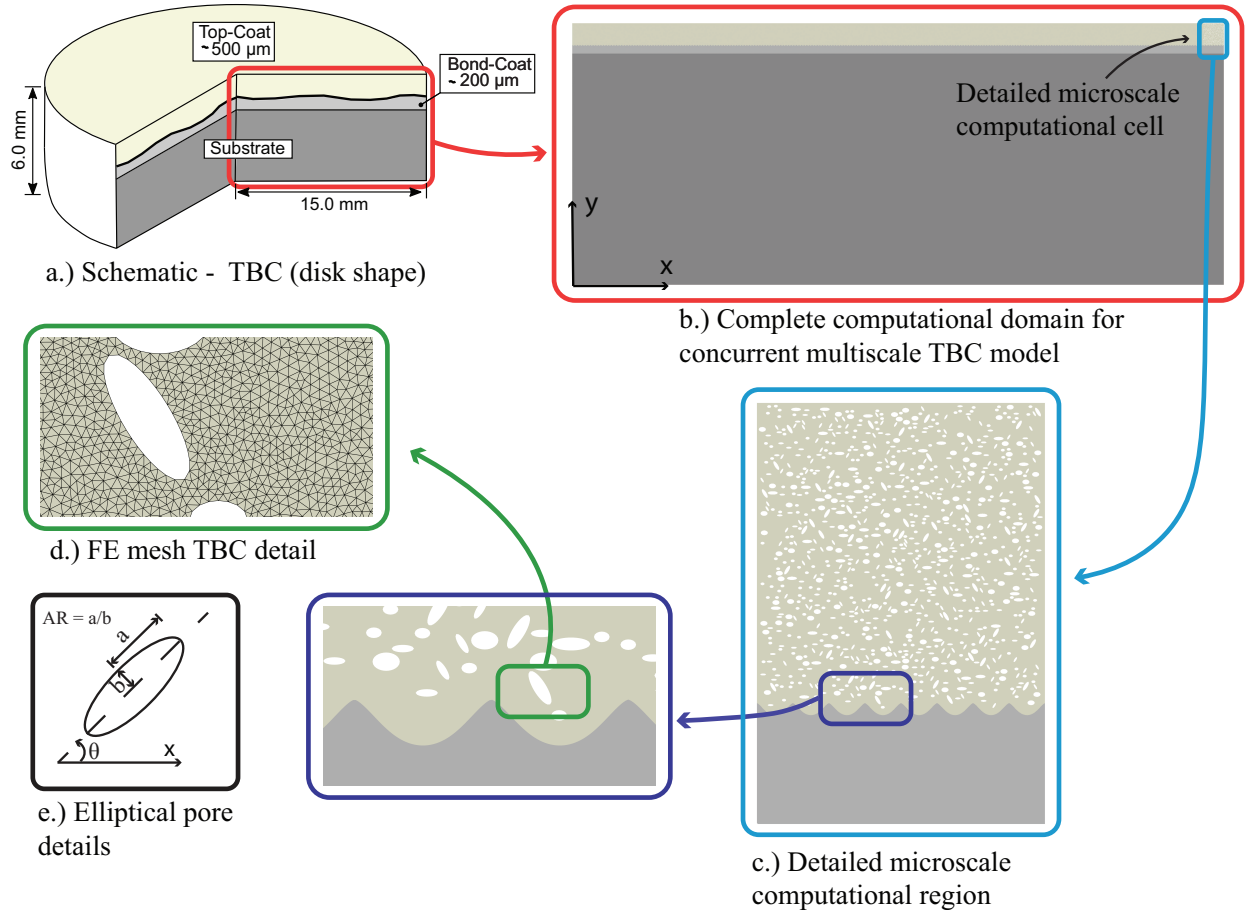 Top-Coat
~500 μm
Bond-Coat
~200 μm
6.0 mm
Substrate
15.0 mm
a.) Schematic - TBC (disk shape)
Detailed microscale
computational cell
y
x
b.) Complete computational domain for
concurrent multiscale TBC model
d.) FE mesh TBC detail
AR = a/b
a
b
θ
x
e.) Elliptical pore
details
c.) Detailed microscale
computational region